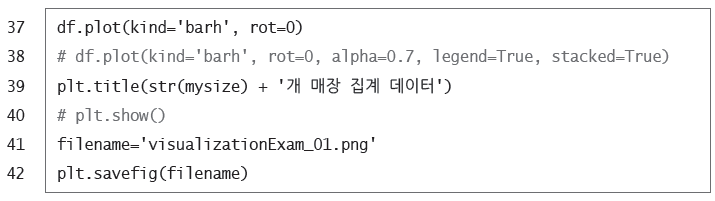 37 df.plot(kind='barh', rot=0)
38 # df.plot(kind='barh', rot=0, alpha=0.7, legend=True, stacked=True)
39 plt.title(str(mysize) + '개 매장 집계 데이터')
40 # plt.show()
41 filename='visualizationExam_01.png'
42 plt.savefig(filename)